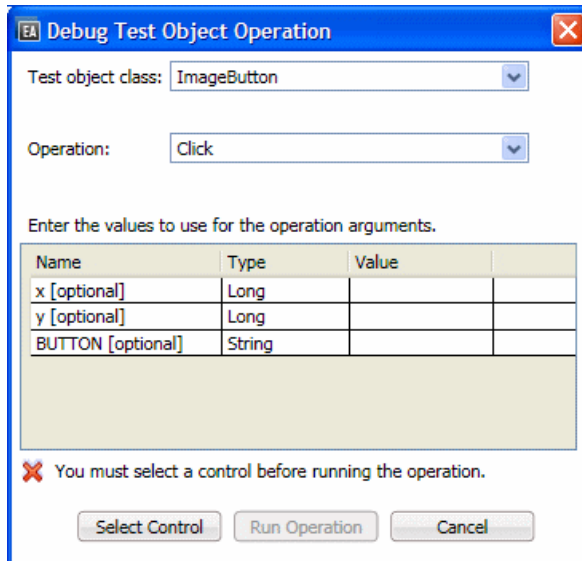 EA Debug Test Object Operation
Test object class: ImageButton
Operation: Click
Enter the values to use for the operation arguments.
Name Type Value
x [optional] Long
y [optional] Long
BUTTON [optional] String
You must select a control before running the operation.
Select Control Run Operation Cancel